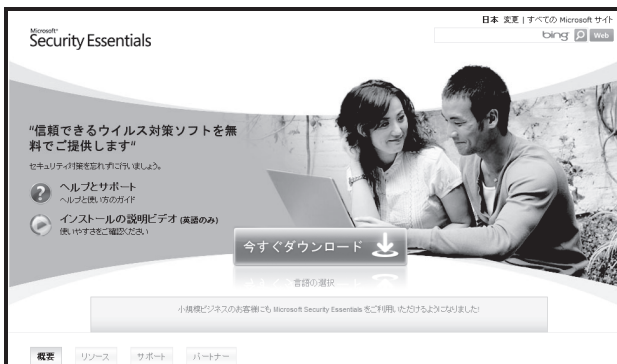 日本 変更 | すべての Microsoft サイト
bing Web
Microsoft®
Security Essentials
"信頼できるウイルス対策ソフトを無
料でご提供します"
セキュリティ対策を忘れずに行いましょう。
ヘルプとサポート
ヘルプと使い方のガイド
インストールの説明ビデオ (英語のみ)
使いやすさをご確認ください
今すぐダウンロード
言語の選択
小規模ビジネスのお客様にも Microsoft Security Essentials をご利用いただけるようになりました!
概要 リソース サポート パートナー